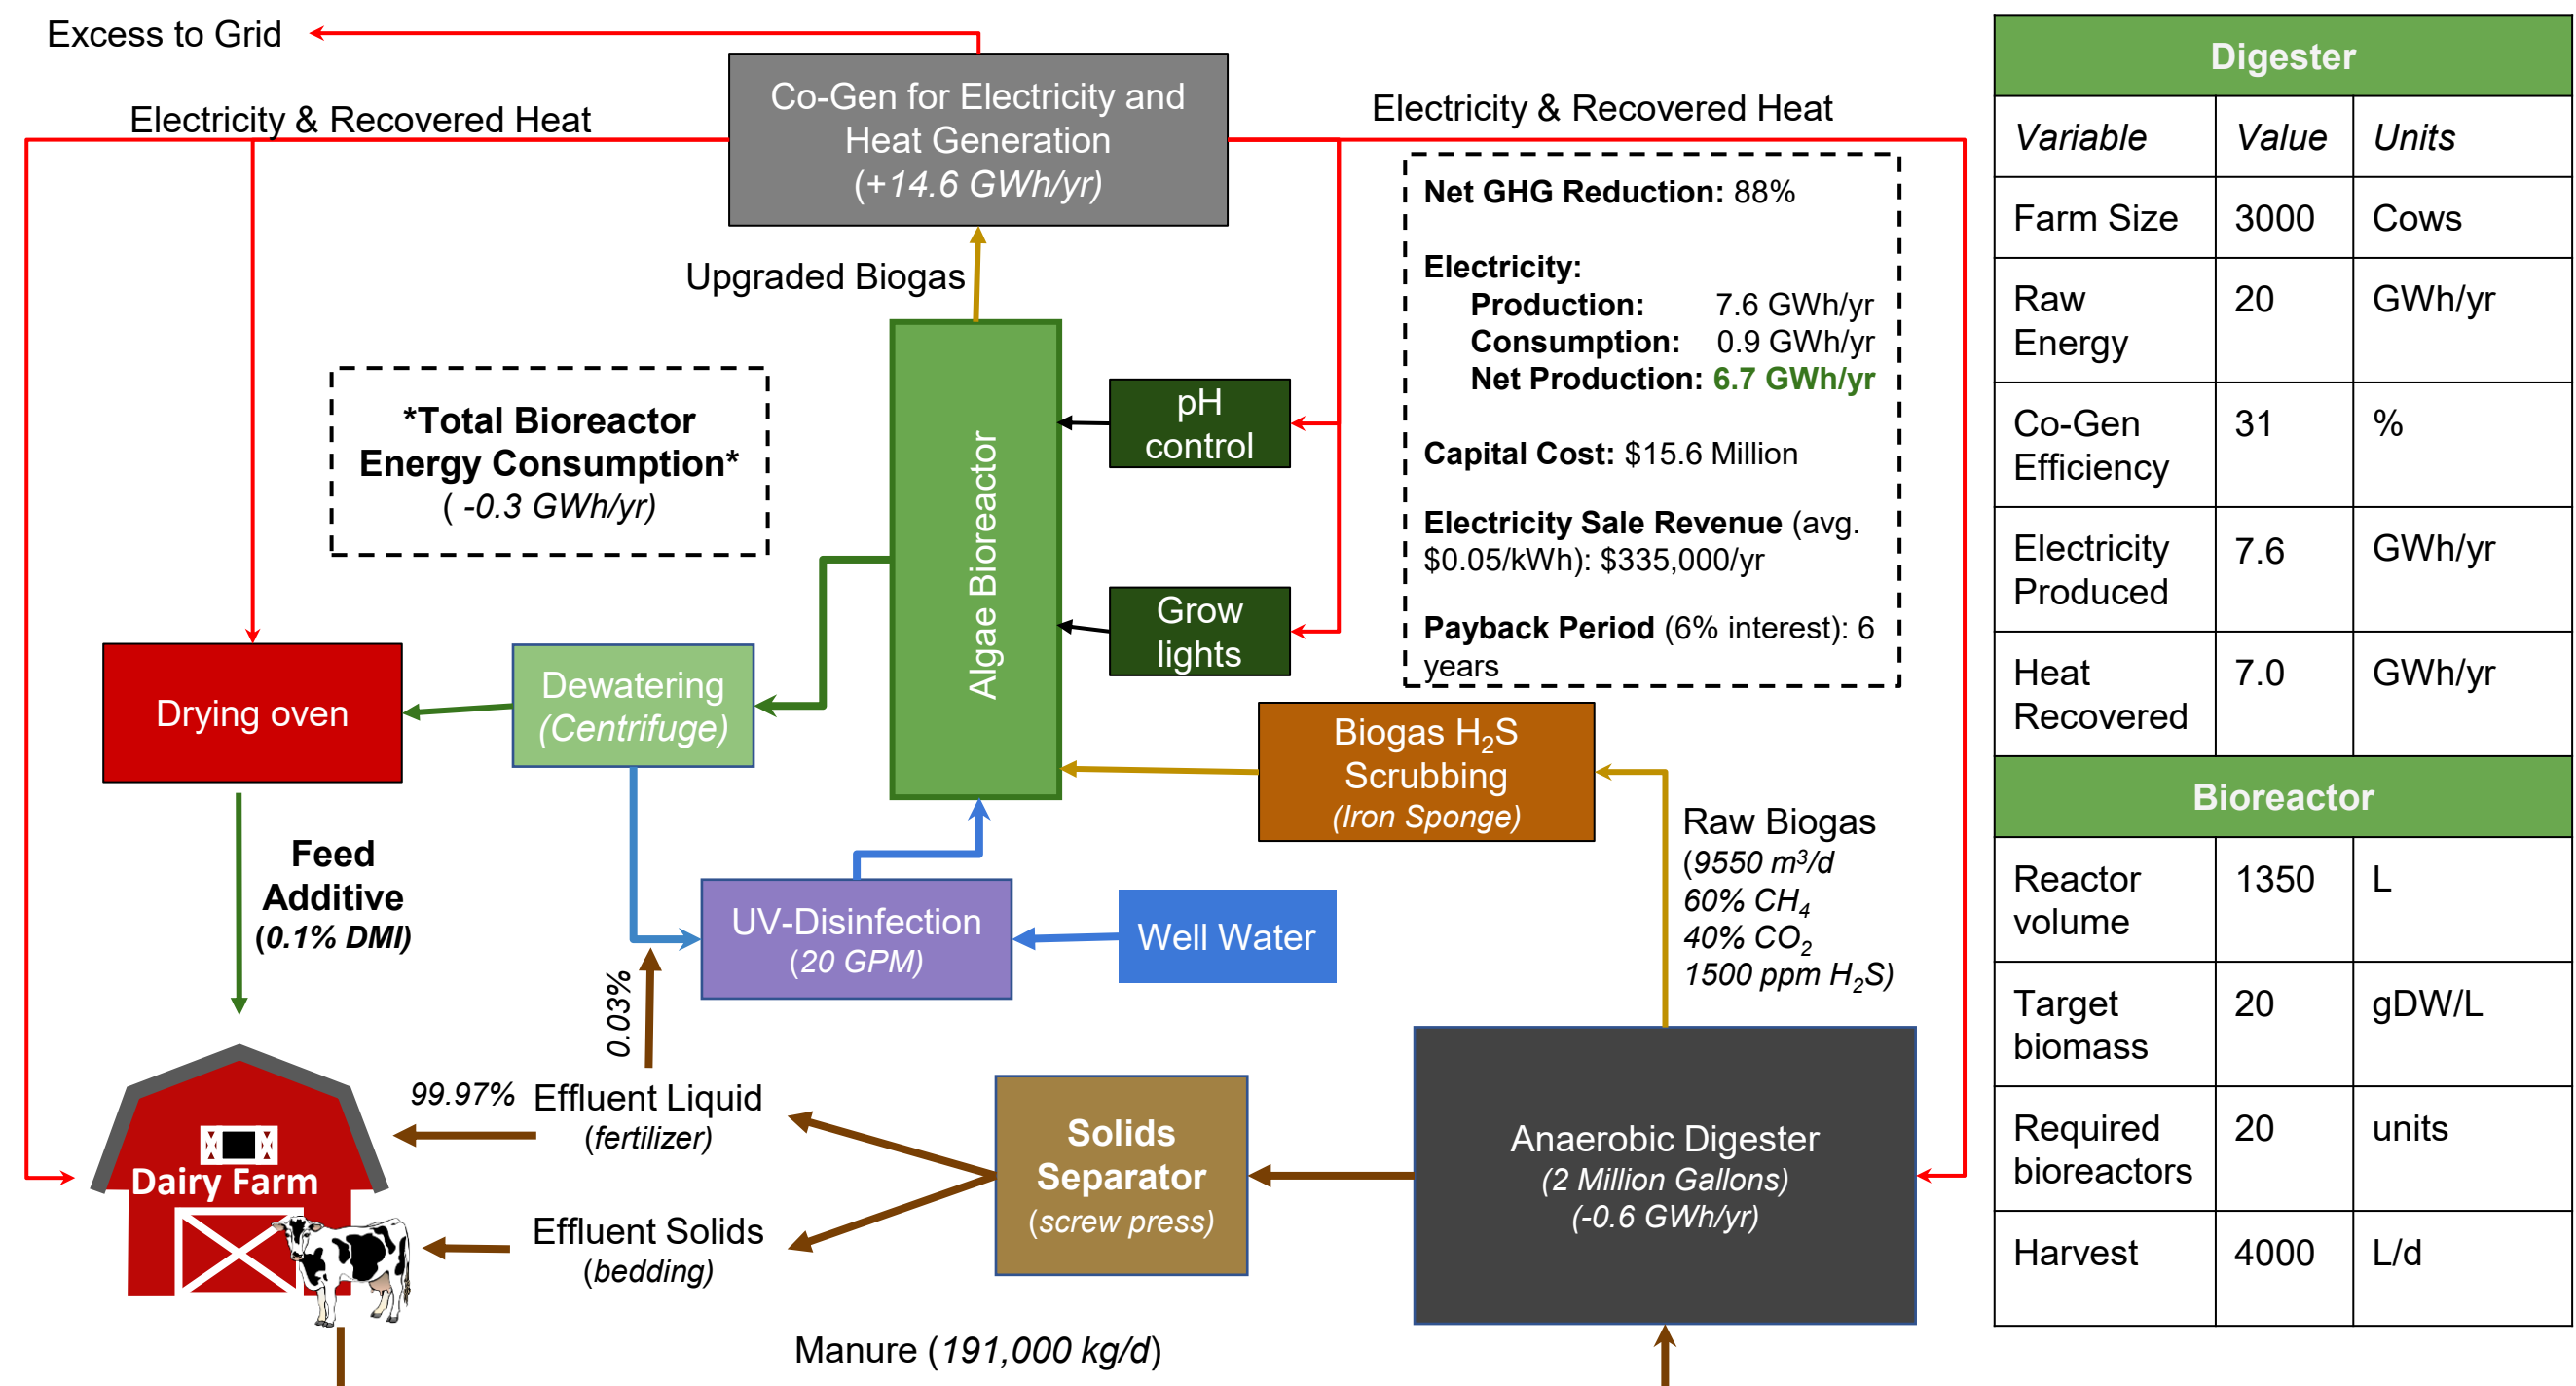 Excess to Grid
Electricity & Recovered Heat
Co-Gen for Electricity and
Heat Generation
(+14.6 GWh/yr)
Electricity & Recovered Heat
Upgraded Biogas
*Total Bioreactor
Energy Consumption*
( -0.3 GWh/yr)
Algae Bioreactor
pH
control
Grow
lights
Net GHG Reduction: 88%
Electricity:
Production: 7.6 GWh/yr
Consumption: 0.9 GWh/yr
Net Production: 6.7 GWh/yr
Capital Cost: $15.6 Million
Electricity Sale Revenue (avg.
$0.05/kWh): $335,000/yr
Payback Period (6% interest): 6
years
Drying oven
Dewatering
(Centrifuge)
Biogas H₂S
Scrubbing
(Iron Sponge)
Raw Biogas
(9550 m³/d
60% CH₄
40% CO₂
1500 ppm H₂S)
Feed
Additive
(0.1% DMI)
UV-Disinfection
(20 GPM)
Well Water
0.03%
99.97%
Effluent Liquid
(fertilizer)
Effluent Solids
(bedding)
Solids
Separator
(screw press)
Anaerobic Digester
(2 Million Gallons)
(-0.6 GWh/yr)
Dairy Farm
Manure (191,000 kg/d)
Digester
Variable Value Units
Farm Size 3000 Cows
Raw 20 GWh/yr
Energy
Co-Gen 31 %
Efficiency
Electricity 7.6 GWh/yr
Produced
Heat 7.0 GWh/yr
Recovered
Bioreactor
Reactor 1350 L
volume
Target 20 gDW/L
biomass
Required 20 units
bioreactors
Harvest 4000 L/d